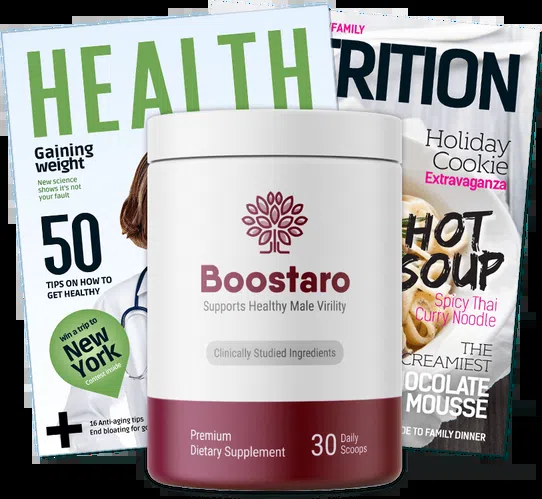 HEALTH
Gaining
weight
New science
shows it's not
your fault
50
TIPS ON HOW TO
GET HEALTHY
Win a trip to
New
York
Contest inside
+
16 Anti-aging tips
End bloating for
FAMILY
RITION
Holiday
Cookie
Extravaganza
HOT
SOUP
Spicy Thai
Curry Noodle
THE
CREAMIEST
OCOLATE
MOUSSE
DE TO FAMILY DINNER
Boostaro
Supports Healthy Male Virility
Clinically Studied Ingredients
Premium
Dietary Supplement
30 Daily
Scoops